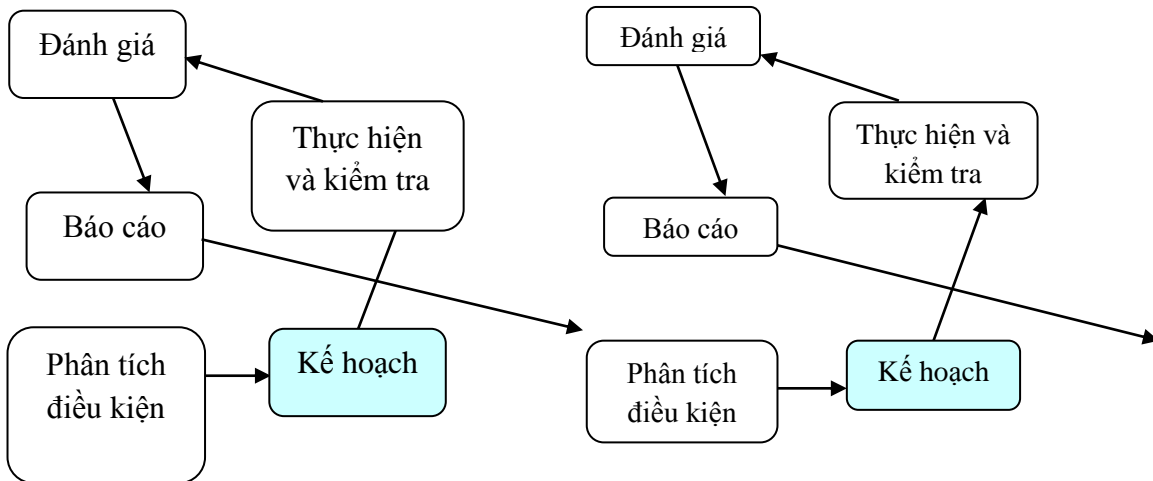 Đánh giá
Thực hiện
và kiểm tra
Báo cáo
Phân tích
điều kiện
Kế hoạch
Đánh giá
Thực hiện và
kiểm tra
Báo cáo
Phân tích
điều kiện
Kế hoạch